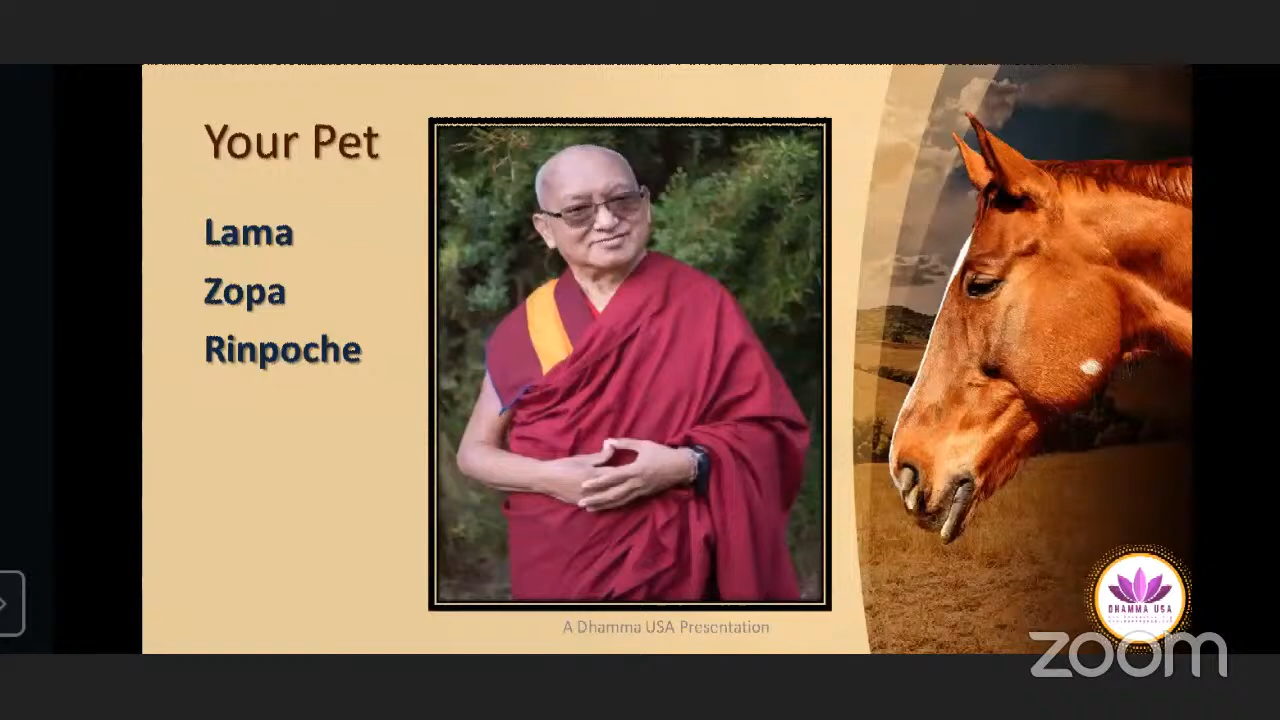 Your Pet
Lama
Zopa
Rinpoche
A Dhamma USA Presentation
DHAMMA USA
zoom